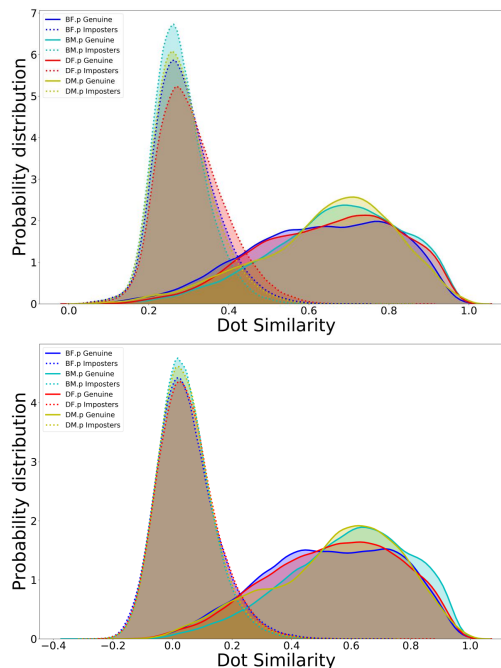 7
6
5
4
3
2
1
0
Probability distribution
BF.p Genuine
BF.p Imposters
BM.p Genuine
BM.p Imposters
DF.p Genuine
DF.p Imposters
DM.p Genuine
DM.p Imposters
0.0 0.2 0.4 0.6 0.8 1.0
Dot Similarity
4
3
2
1
0
Probability distribution
BF.p Genuine
BF.p Imposters
BM.p Genuine
BM.p Imposters
DF.p Genuine
DF.p Imposters
DM.p Genuine
DM.p Imposters
−0.4 −0.2 0.0 0.2 0.4 0.6 0.8 1.0
Dot Similarity